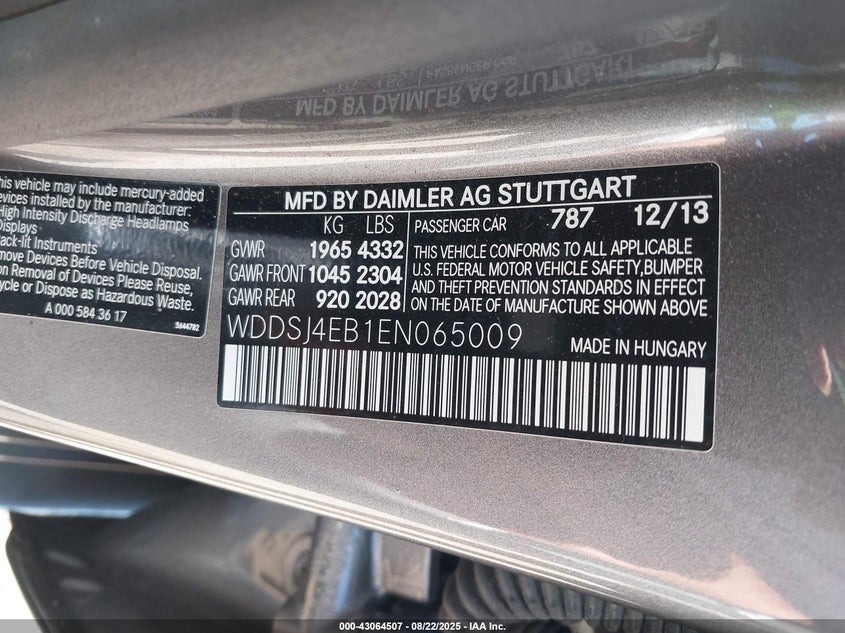 MFD BY DAIMLER AG STUTTGART
his vehicle may include mercury-added
evices installed by the manufacturer:
High Intensity Discharge Headlamps
Displays
ack-lit Instruments
move Devices Before Vehicle Disposal.
on Removal of Devices Please Reuse,
cycle or Dispose as Hazardous Waste.
A 000 584 36 17
5644782
MFD BY DAIMLER AG STUTTGART
KG LBS PASSENGER CAR 787 12/13
GVWR 1965 4332
GAWR FRONT 1045 2304
GAWR REAR 920 2028
THIS VEHICLE CONFORMS TO ALL APPLICABLE
U.S. FEDERAL MOTOR VEHICLE SAFETY,BUMPER
AND THEFT PREVENTION STANDARDS IN EFFECT
ON THE DATE OF MANUFACTURE SHOWN ABOVE
WDDSJ4EB1EN065009
MADE IN HUNGARY
000-43064507 - 08/22/2025 - IAA Inc.